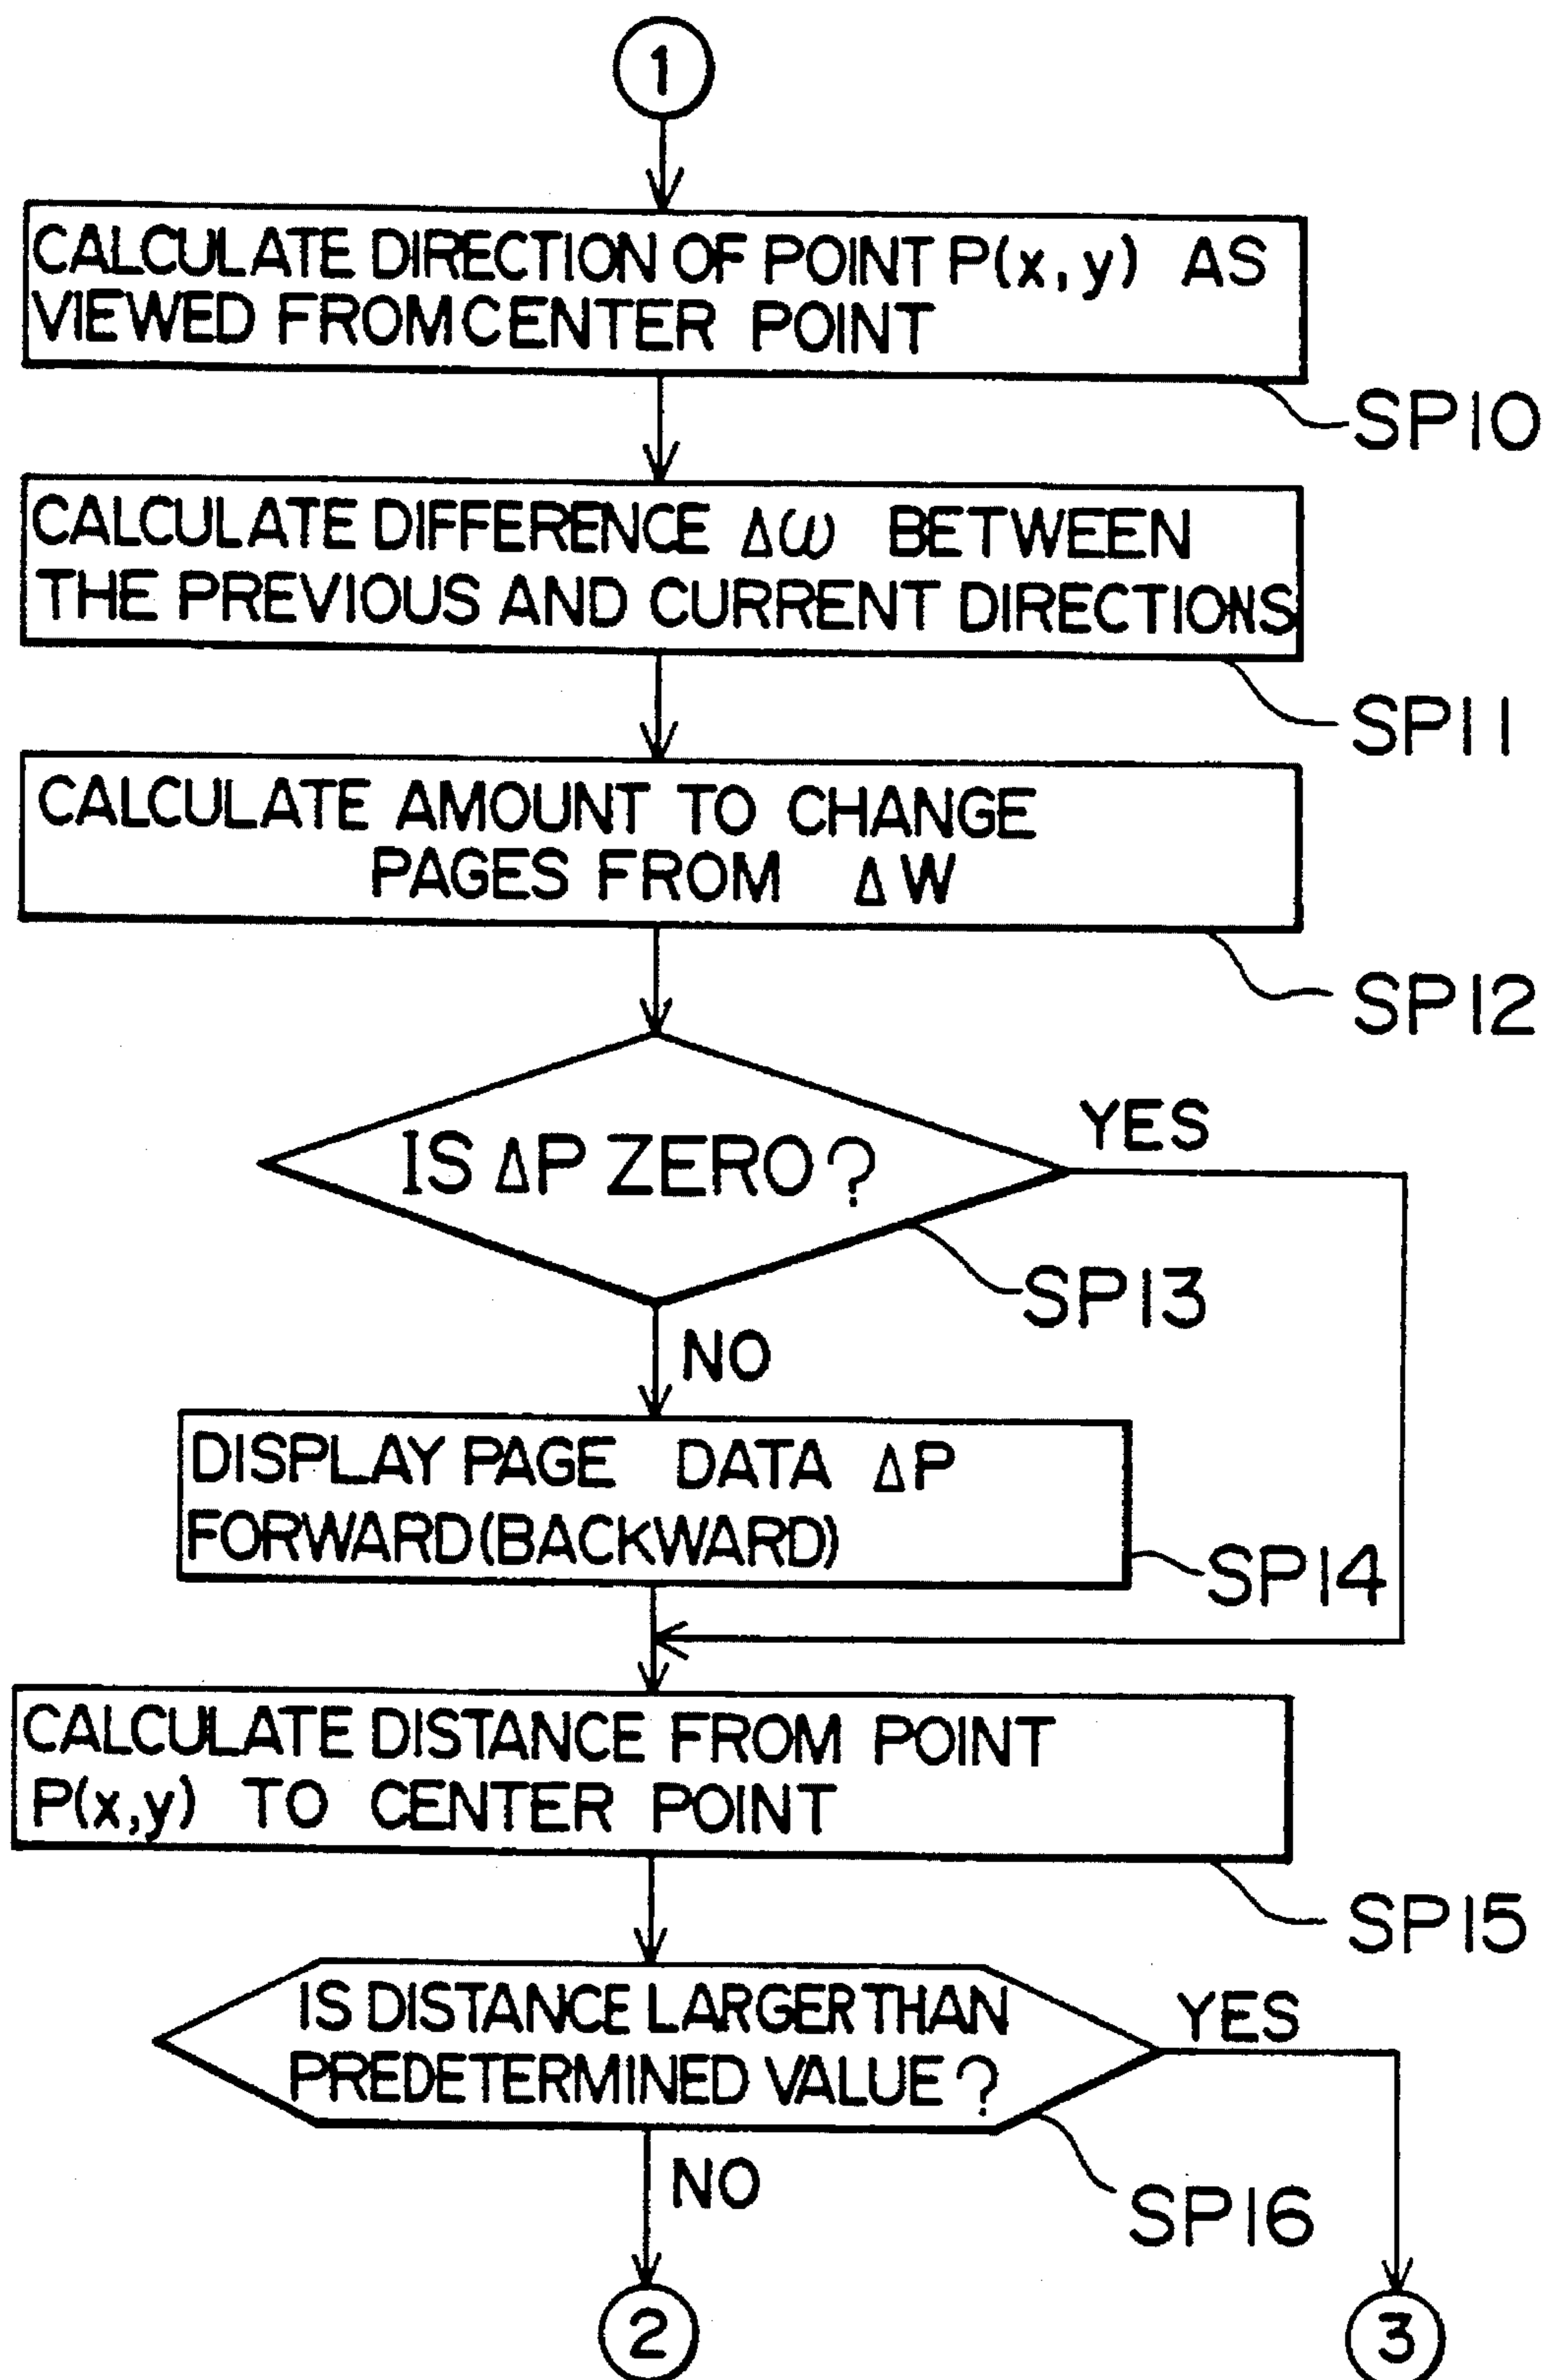 1
CALCULATE DIRECTION OF POINT P(x,y) AS
VIEWED FROM CENTER POINT
SP10
CALCULATE DIFFERENCE Δω BETWEEN
THE PREVIOUS AND CURRENT DIRECTIONS
SP11
CALCULATE AMOUNT TO CHANGE
PAGES FROM ΔW
SP12
IS ΔP ZERO?
YES
SP13
NO
DISPLAY PAGE DATA ΔP
FORWARD(BACKWARD)
SP14
CALCULATE DISTANCE FROM POINT
P(x,y) TO CENTER POINT
SP15
IS DISTANCE LARGER THAN
PREDETERMINED VALUE?
YES
SP16
NO
2
3